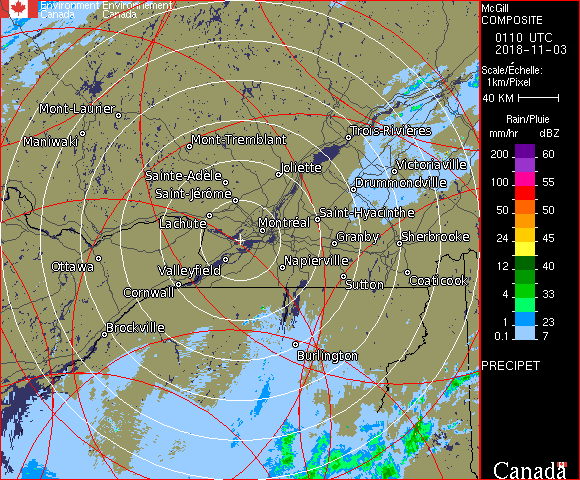 Environment Environnement
Canada Canada
Mont-Laurier
Maniwaki
Mont-Tremblant
Trois-Rivières
Sainte-Adèle
Joliette
Victoriaville
Saint-Jérôme
Drummondville
Lachute
Montréal
Saint-Hyacinthe
Granby
Sherbrooke
Ottawa
Valleyfield
Napierville
Cornwall
Sutton
Coaticook
Brockville
Burlington
McGill
COMPOSITE
0110 UTC
2018-11-03
Scale/Échelle:
1km/Pixel
40 KM
Rain/Pluie
mm/hr dBZ
200 60
55
100 55
50 50
24 45
30
12 40
4 33
30
1 23
0.1 7
PRECIPET
Canada